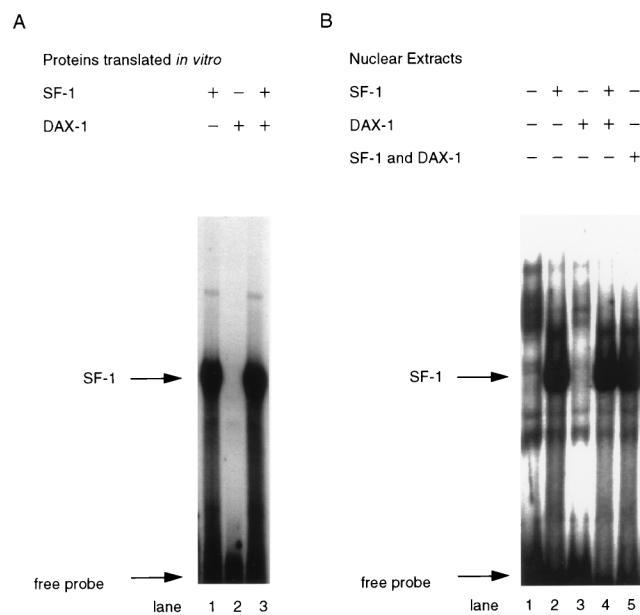 A
Proteins translated in vitro
SF-1 + – +
DAX-1 – + +
SF-1
free probe
lane 1 2 3
B
Nuclear Extracts
SF-1 – + – + –
DAX-1 – – + + –
SF-1 and DAX-1 – – – – +
SF-1
free probe
lane 1 2 3 4 5